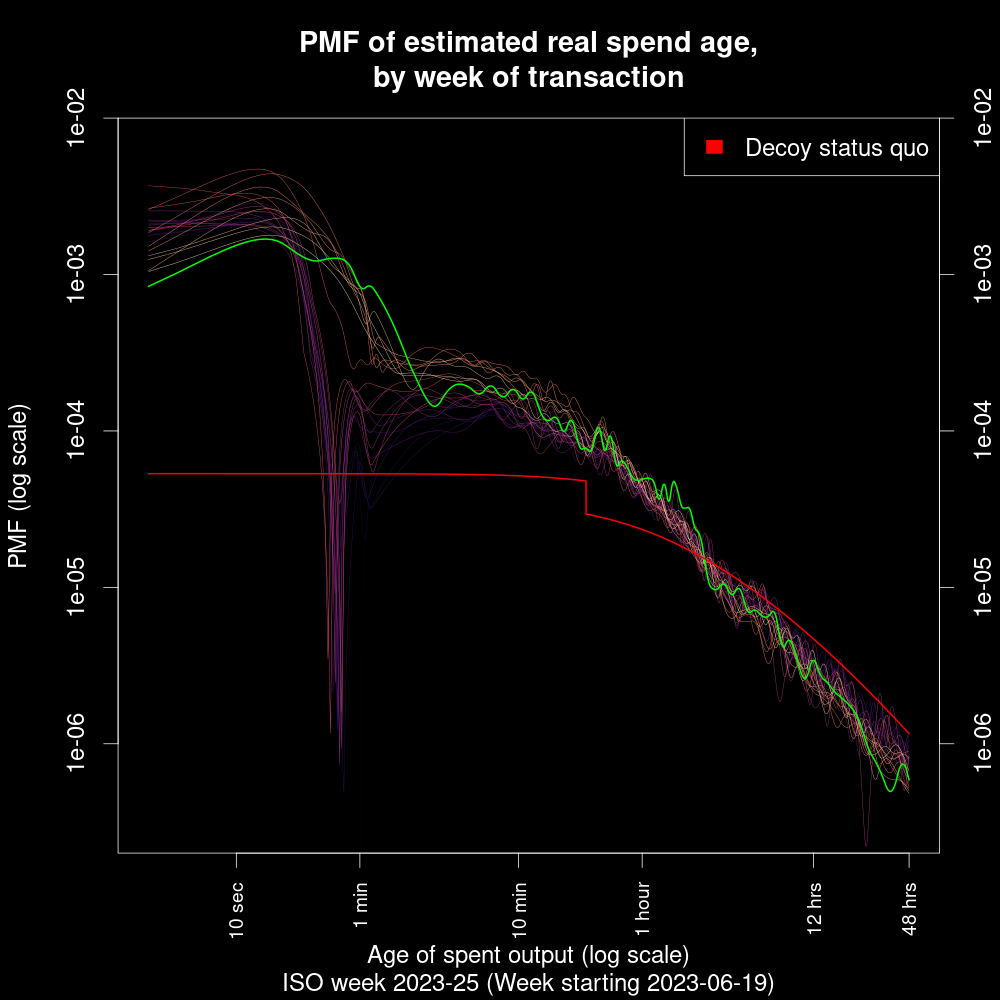 PMF of estimated real spend age,
by week of transaction
Decoy status quo
1e-02
1e-03
1e-04
1e-05
1e-06
1e-02
1e-03
1e-04
1e-05
1e-06
PMF (log scale)
10 sec
1 min
10 min
1 hour
12 hrs
48 hrs
Age of spent output (log scale)
ISO week 2023-25 (Week starting 2023-06-19)